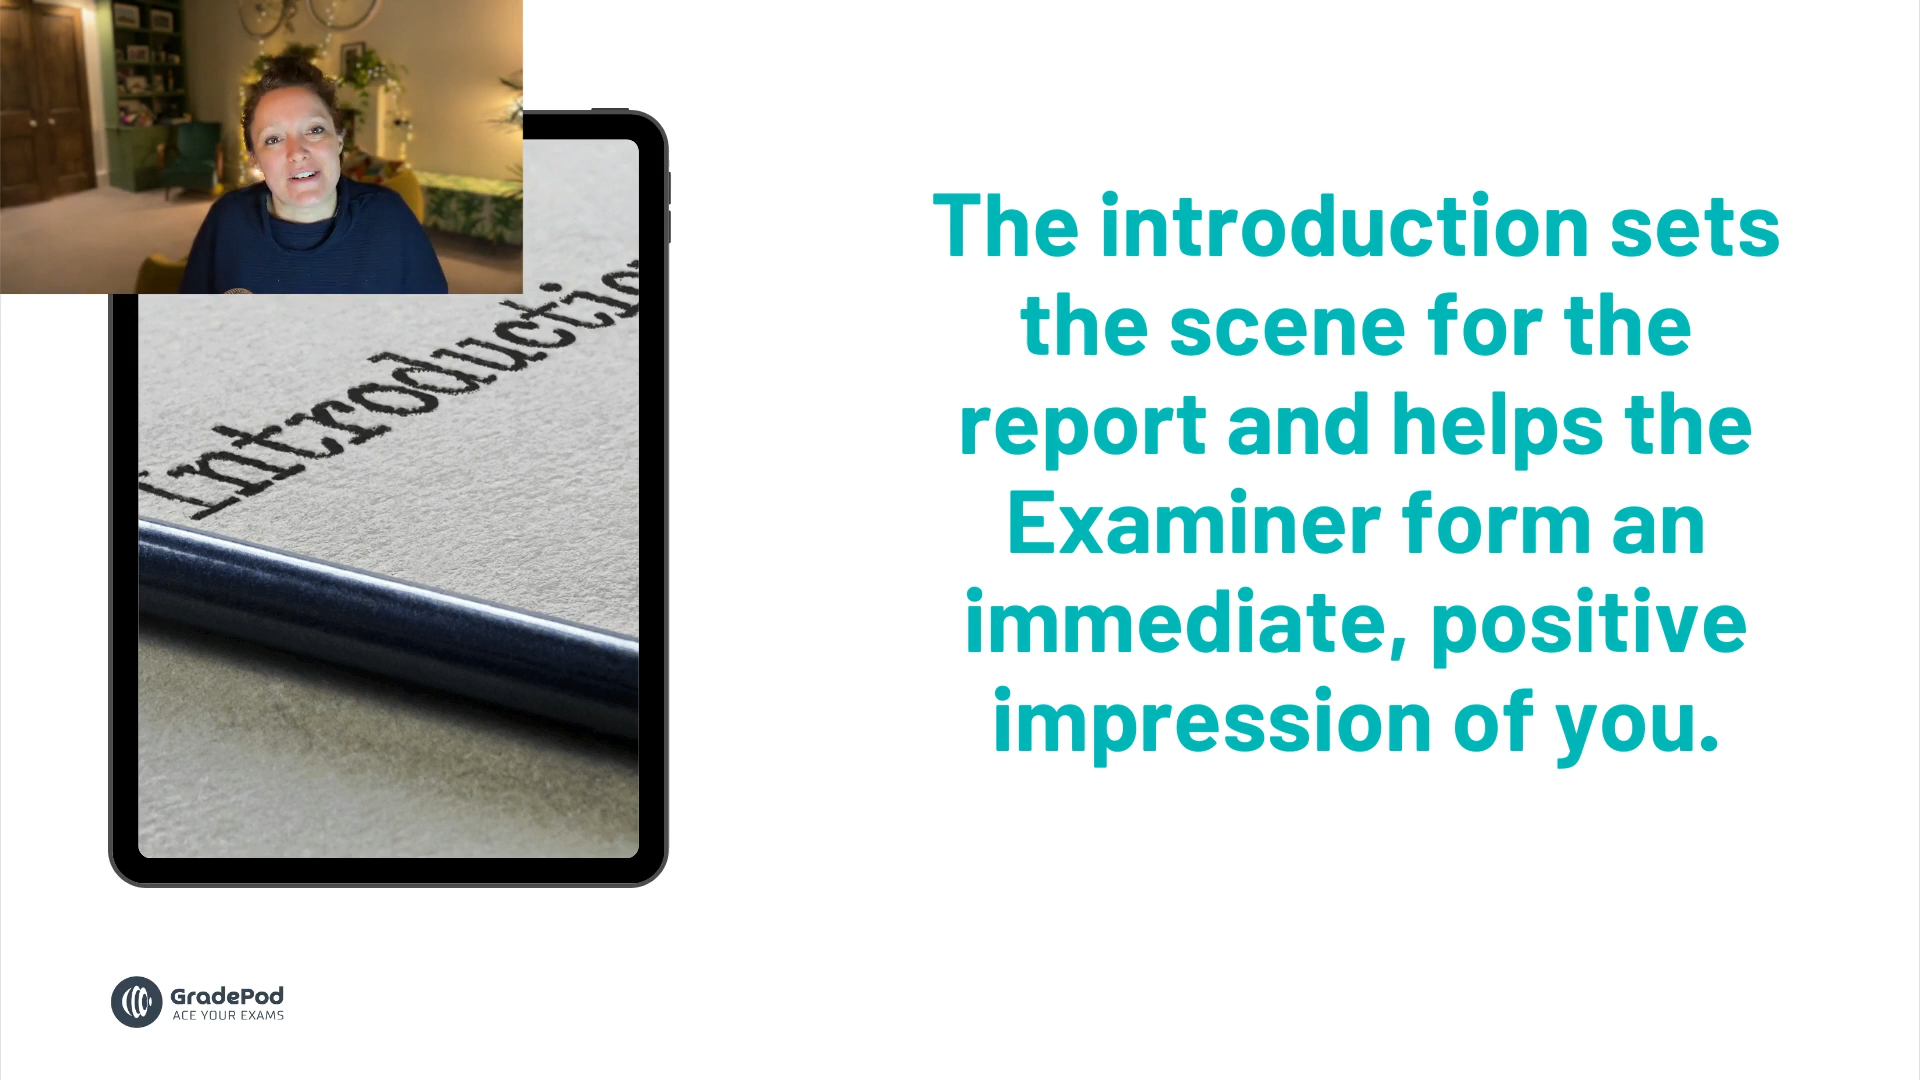 Introductio
The introduction sets
the scene for the
report and helps the
Examiner form an
immediate, positive
impression of you.
GradePod
ACE YOUR EXAMS